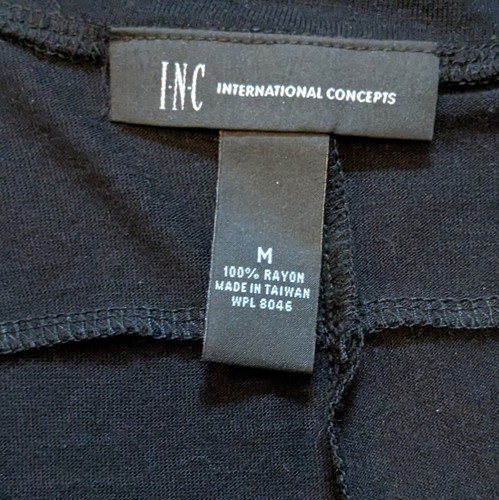 I·N·C INTERNATIONAL CONCEPTS
M
100% RAYON
MADE IN TAIWAN
WPL 8046